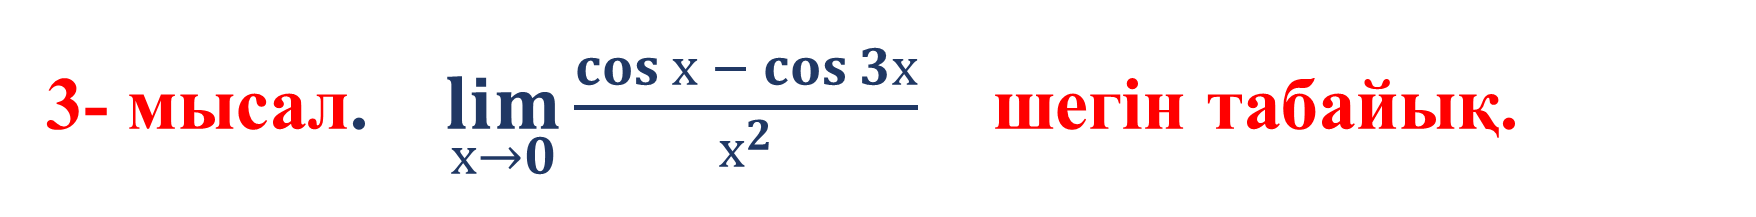 3- мысал. lim x→0 (cos x − cos 3x)/x² шегін табайық.